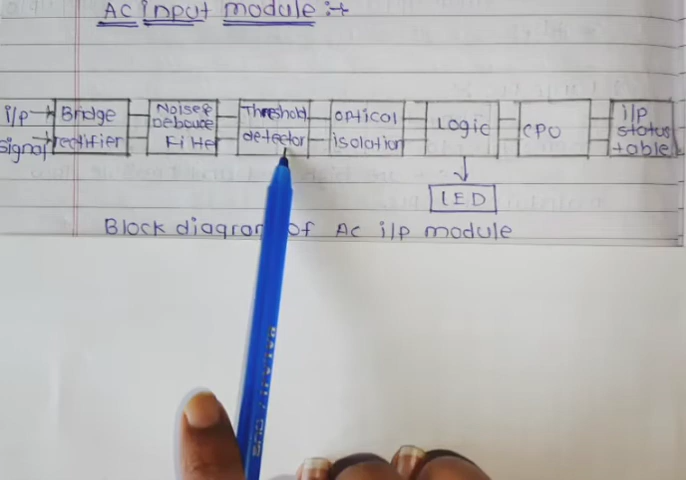 AC input module :-
i/p
signal
Bridge
rectifier
Noise &
Debounce
Filter
Threshold
detector
optical
isolation
Logic
CPU
i/p
status
table
LED
Block diagram of Ac i/p module